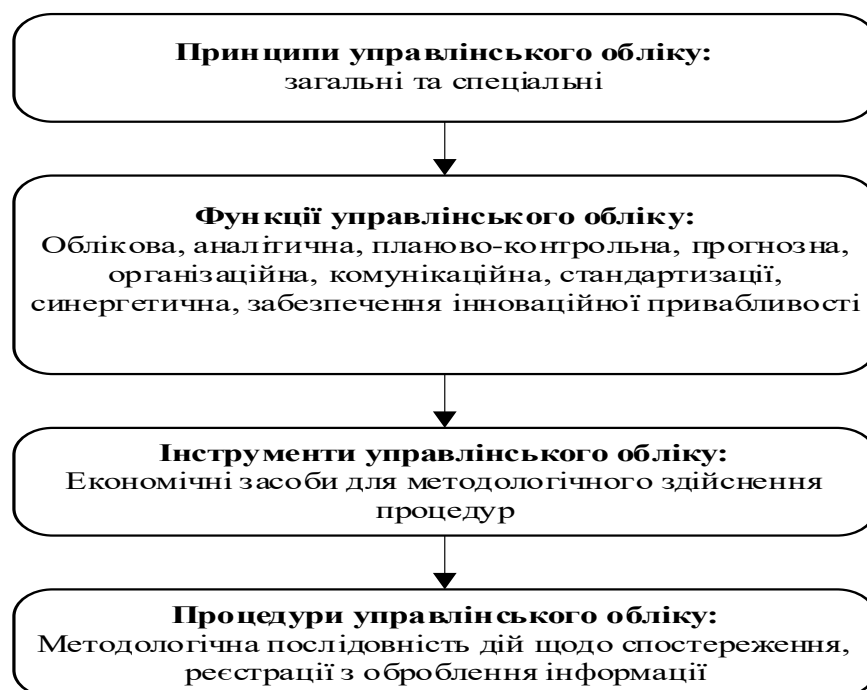 Принципи управлінського обліку:
загальні та спеціальні
Функції управлінського обліку:
Облікова, аналітична, планово-контрольна, прогнозна,
організаційна, комунікаційна, стандартизації,
синергетична, забезпечення інноваційної привабливості
Інструменти управлінського обліку:
Економічні засоби для методологічного здійснення
процедур
Процедури управлінського обліку:
Методологічна послідовність дій щодо спостереження,
реєстрації з оброблення інформації